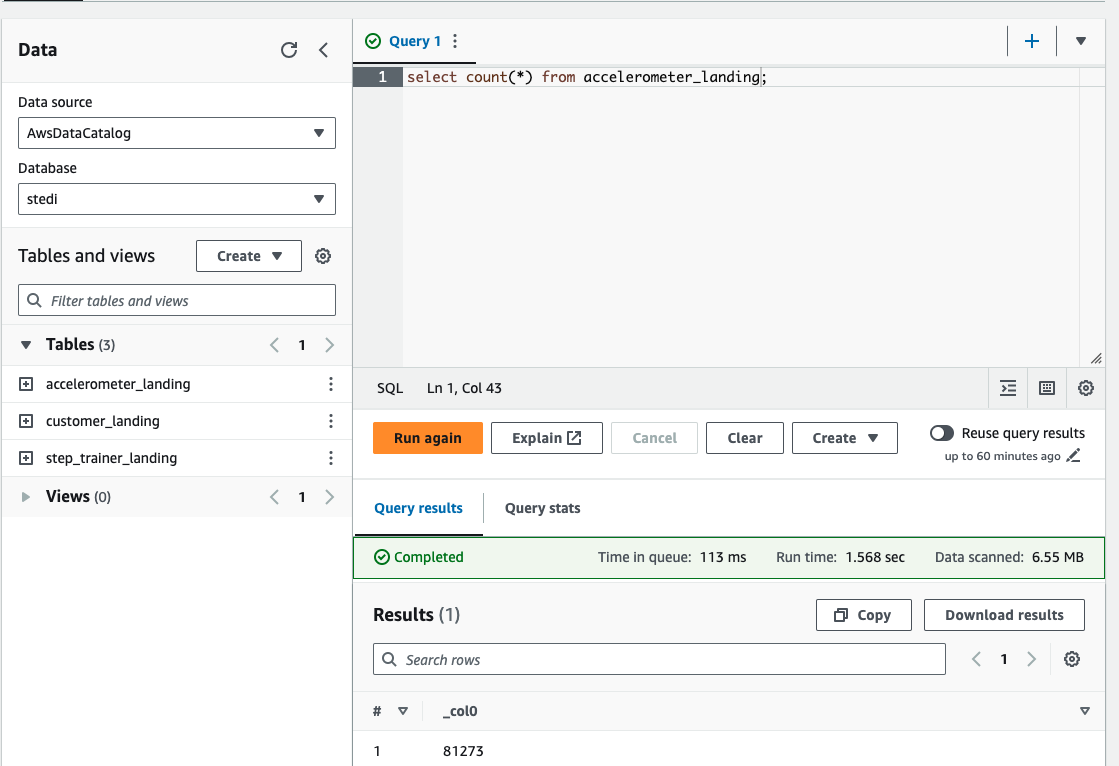 Data
Data source
AwsDataCatalog
Database
stedi
Tables and views
Create
Filter tables and views
Tables (3)
1
accelerometer_landing
customer_landing
step_trainer_landing
Views (0)
1
Query 1
1 select count(*) from accelerometer_landing;
SQL Ln 1, Col 43
Run again Explain Cancel Clear Create
Reuse query results
up to 60 minutes ago
Query results Query stats
Completed Time in queue: 113 ms Run time: 1.568 sec Data scanned: 6.55 MB
Results (1) Copy Download results
Search rows 1
# _col0
1 81273